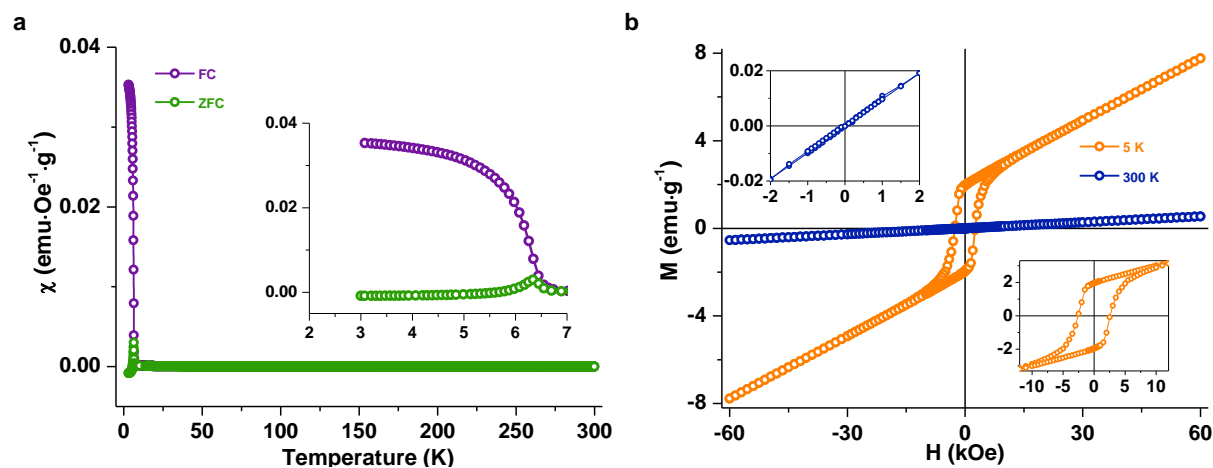 a
χ (emu·Oe⁻¹·g⁻¹)
0.04
0.02
0.00
FC
ZFC
0.04
0.02
0.00
2 3 4 5 6 7
0 50 100 150 200 250 300
Temperature (K)
b
M (emu·g⁻¹)
8
4
0
-4
-8
0.02
0.00
-0.02
-2 -1 0 1 2
5 K
300 K
2
0
-2
-10 -5 0 5 10
-60 -30 0 30 60
H (kOe)